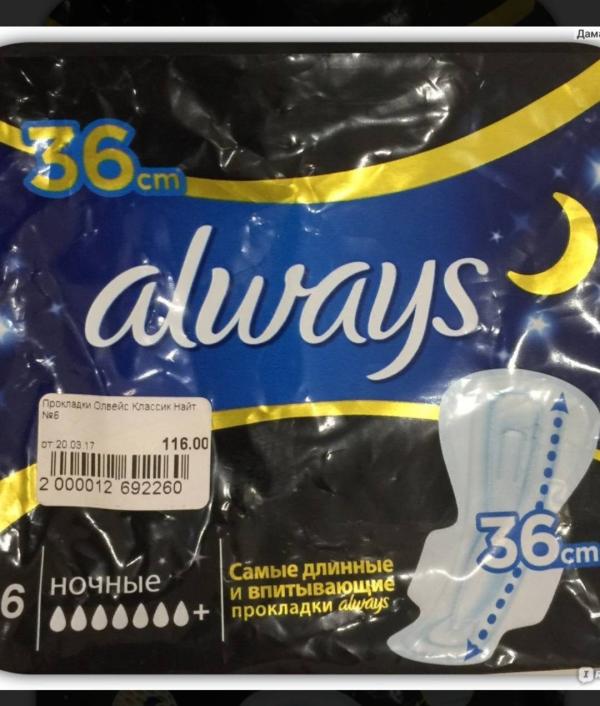 Дама
36cm
always
Прокладки Олвейс Классик Найт
№6
от 20.03.17 116.00
2 000012 692260
6
ночные
+
Самые длинные
и впитывающие
прокладки always
36cm